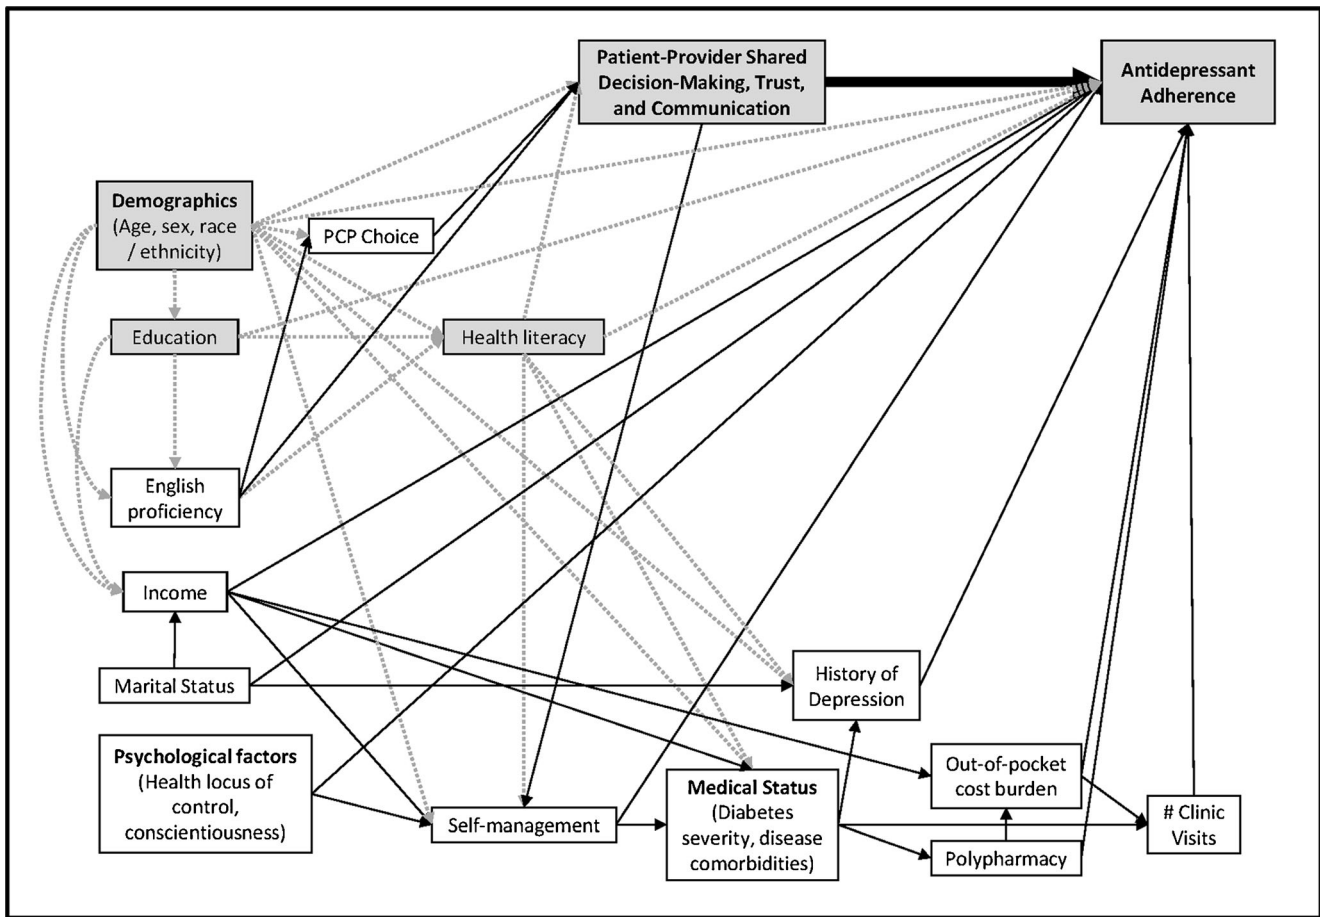 Patient-Provider Shared
Decision-Making, Trust,
and Communication
Antidepressant
Adherence
Demographics
(Age, sex, race
/ ethnicity)
PCP Choice
Education
Health literacy
English
proficiency
Income
Marital Status
History of
Depression
Psychological factors
(Health locus of
control,
conscientiousness)
Self-management
Medical Status
(Diabetes
severity, disease
comorbidities)
Out-of-pocket
cost burden
Polypharmacy
# Clinic
Visits